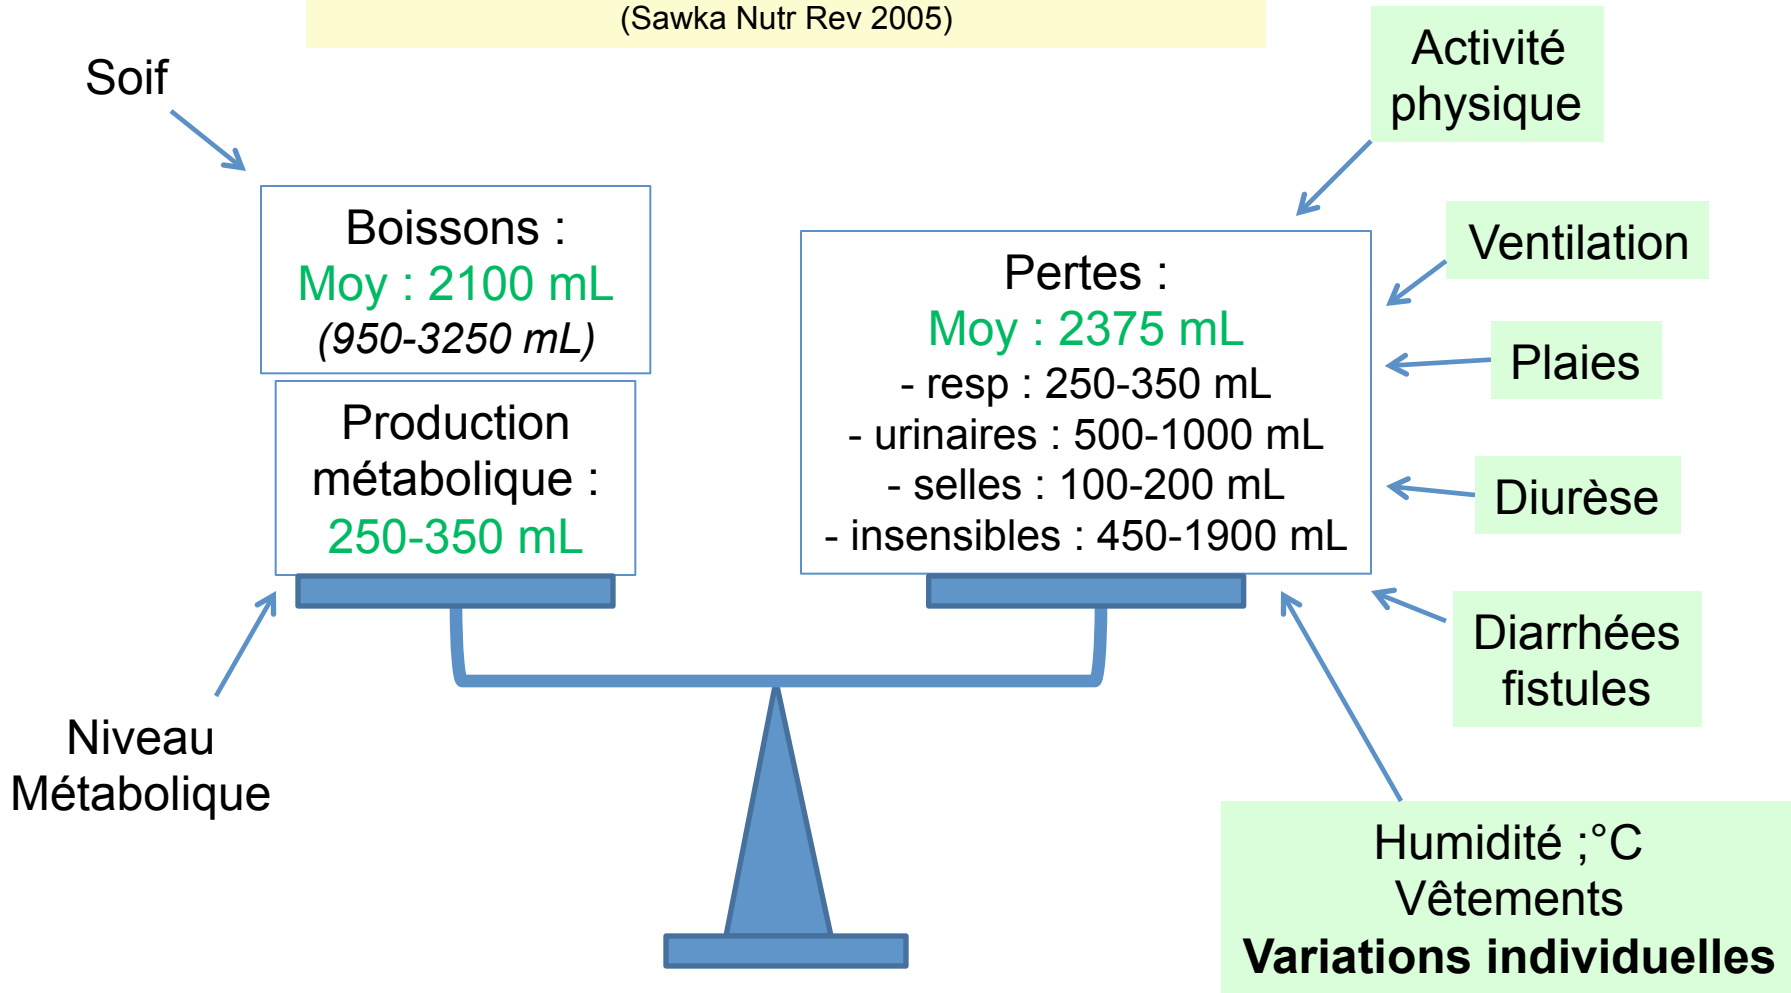 (Sawka Nutr Rev 2005)
Soif
Boissons :
Moy : 2100 mL
(950-3250 mL)
Production
métabolique :
250-350 mL
Niveau
Métabolique
Pertes :
Moy : 2375 mL
- resp : 250-350 mL
- urinaires : 500-1000 mL
- selles : 100-200 mL
- insensibles : 450-1900 mL
Activité
physique
Ventilation
Plaies
Diurèse
Diarrhées
fistules
Humidité ;°C
Vêtements
Variations individuelles